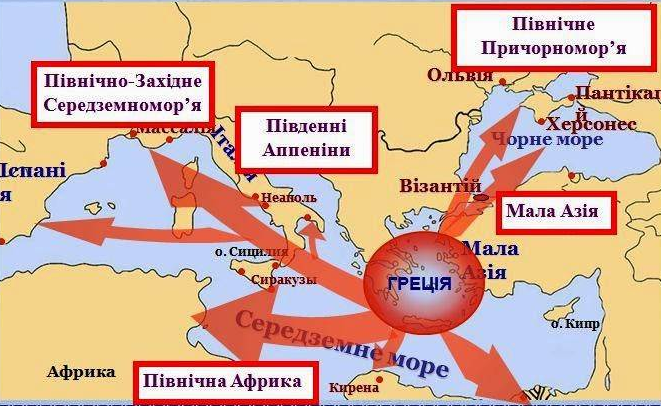 Північне
Причорномор’я
Ольвія
Північно-Західне
Середземномор’я
Пантікап
й
Південні
Аппеніни
Херсонес
Чорне море
Італія
Неаполь
Візантій
Мала Азія
Мала
Азія
о. Сицилия
Сиракузы
ГРЕЦІЯ
о. Кипр
Середземне море
Африка
Північна Африка
Кирена